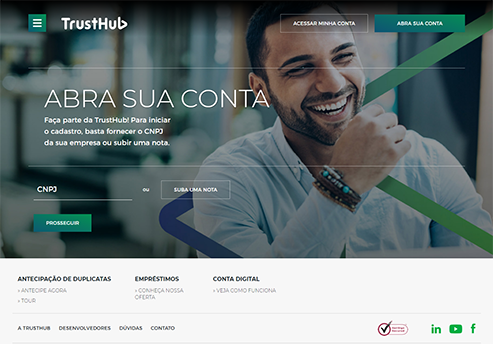 TrustHub
ACESSAR MINHA CONTA
ABRA SUA CONTA
ABRA SUA CONTA
Faça parte da TrustHub! Para iniciar
o cadastro, basta fornecer o CNPJ
da sua empresa ou subir uma nota.
CNPJ
ou
SUBA UMA NOTA
PROSSEGUIR
ANTECIPAÇÃO DE DUPLICATAS
› ANTECIPE AGORA
› TOUR
EMPRÉSTIMOS
› CONHEÇA NOSSA
OFERTA
CONTA DIGITAL
› VEJA COMO FUNCIONA
A TRUSTHUB
DESENVOLVEDORES
DÚVIDAS
CONTATO